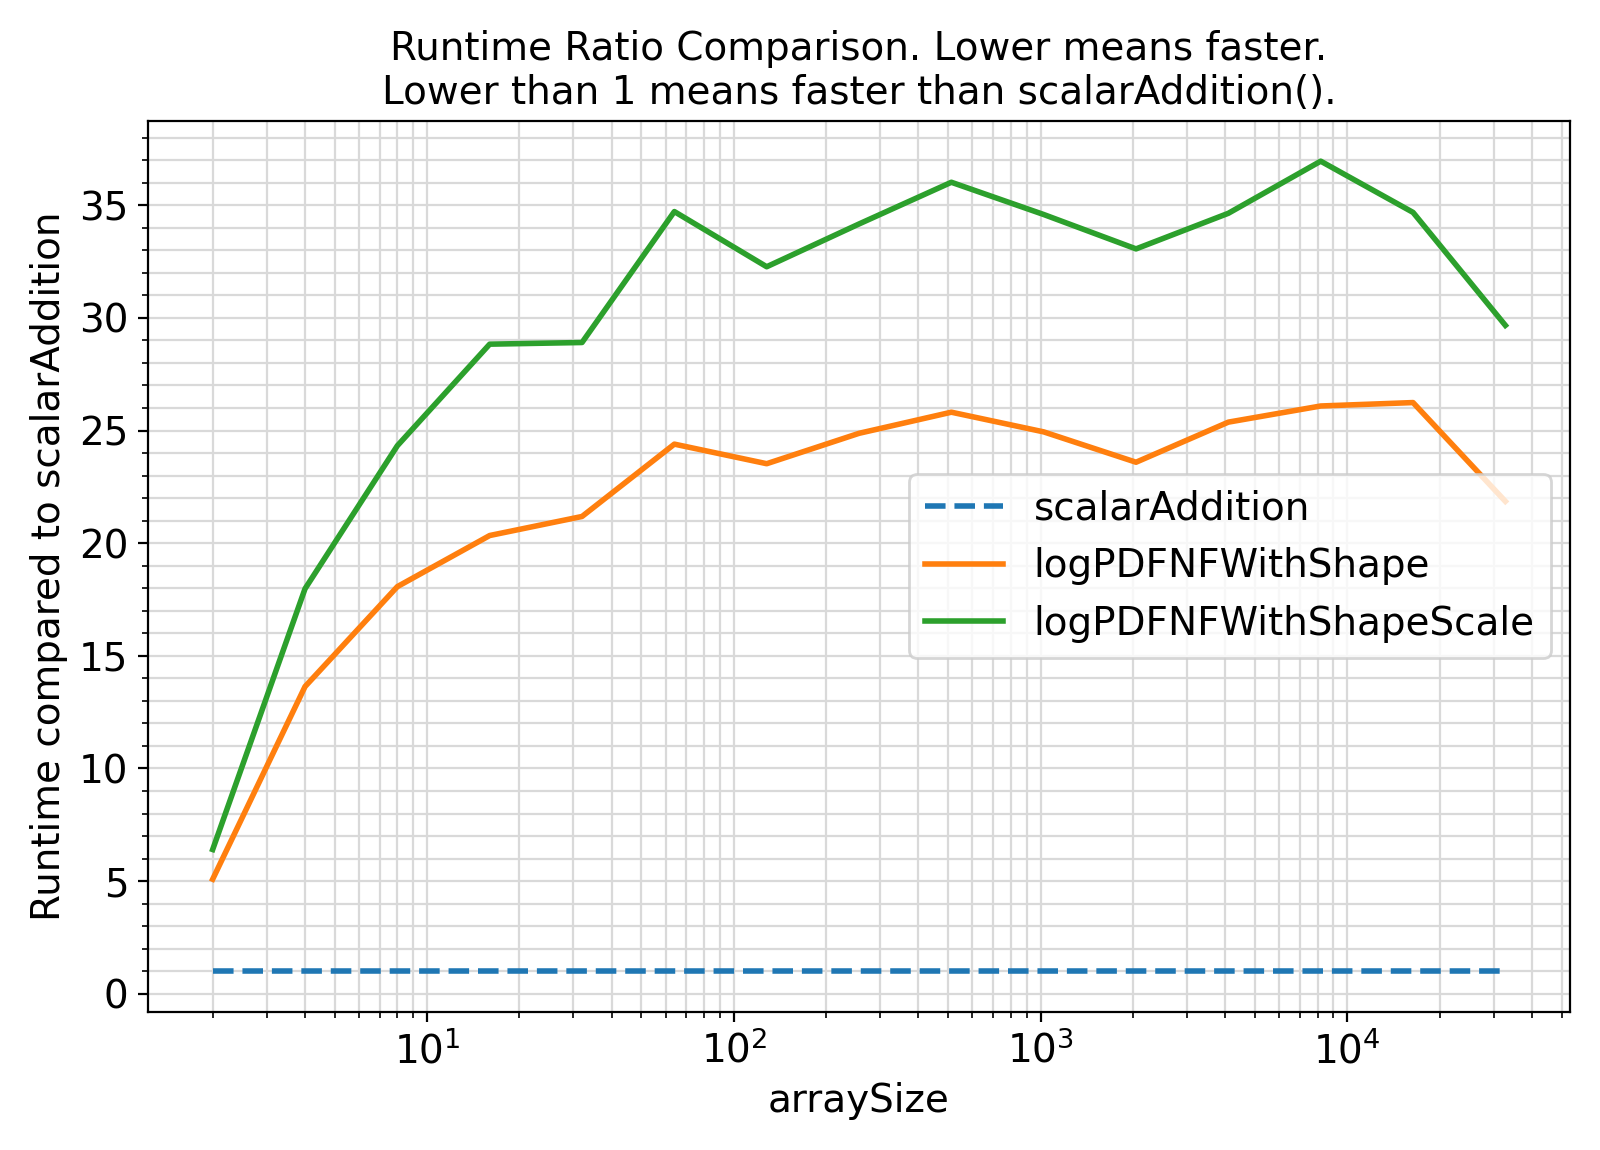 Runtime Ratio Comparison. Lower means faster.
Lower than 1 means faster than scalarAddition().
Runtime compared to scalarAddition
35
30
25
20
15
10
5
0
scalarAddition
logPDFNFWithShape
logPDFNFWithShapeScale
10¹ 10² 10³ 10⁴
arraySize